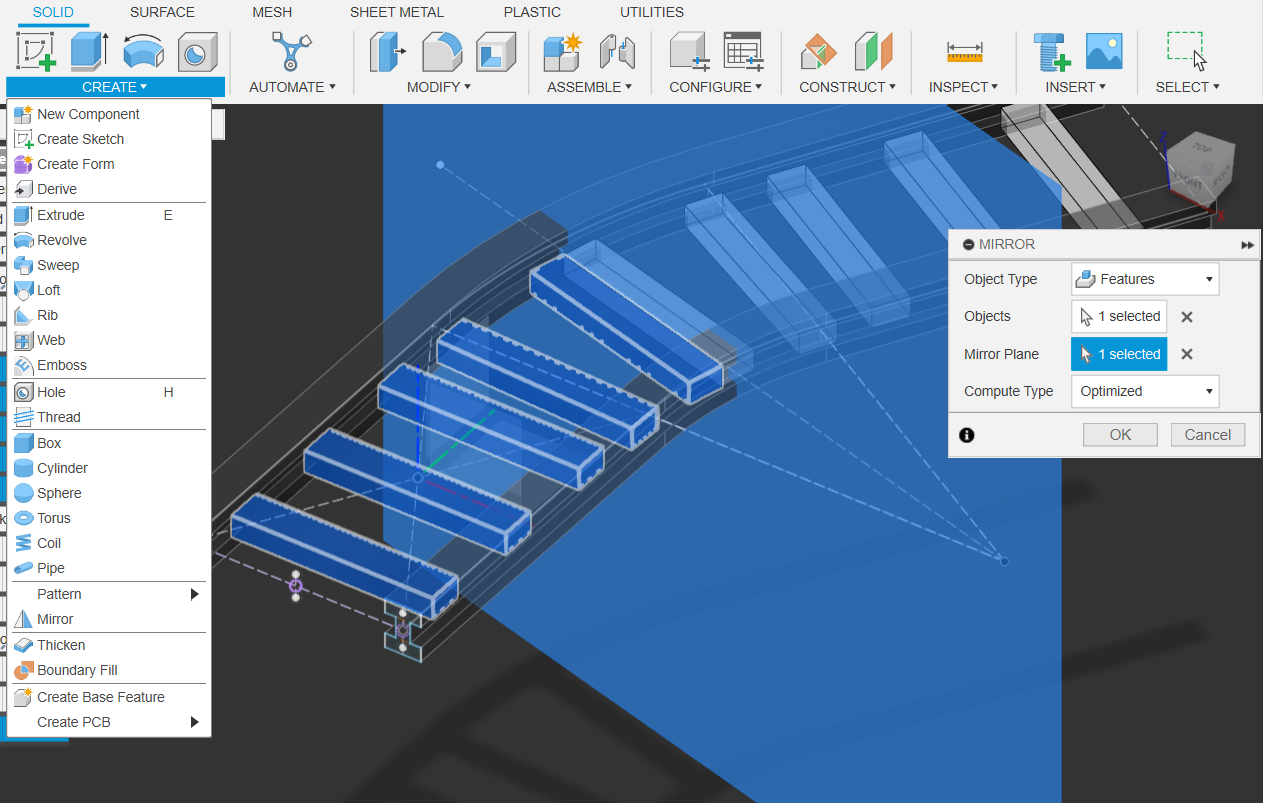 SOLID SURFACE MESH SHEET METAL PLASTIC UTILITIES
CREATE AUTOMATE MODIFY ASSEMBLE CONFIGURE CONSTRUCT INSPECT INSERT SELECT
New Component
Create Sketch
Create Form
Derive
Extrude E
Revolve
Sweep
Loft
Rib
Web
Emboss
Hole H
Thread
Box
Cylinder
Sphere
Torus
Coil
Pipe
Pattern
Mirror
Thicken
Boundary Fill
Create Base Feature
Create PCB
Z
TOP
FRONT
X
MIRROR
Object Type Features
Objects 1 selected
Mirror Plane 1 selected
Compute Type Optimized
OK Cancel